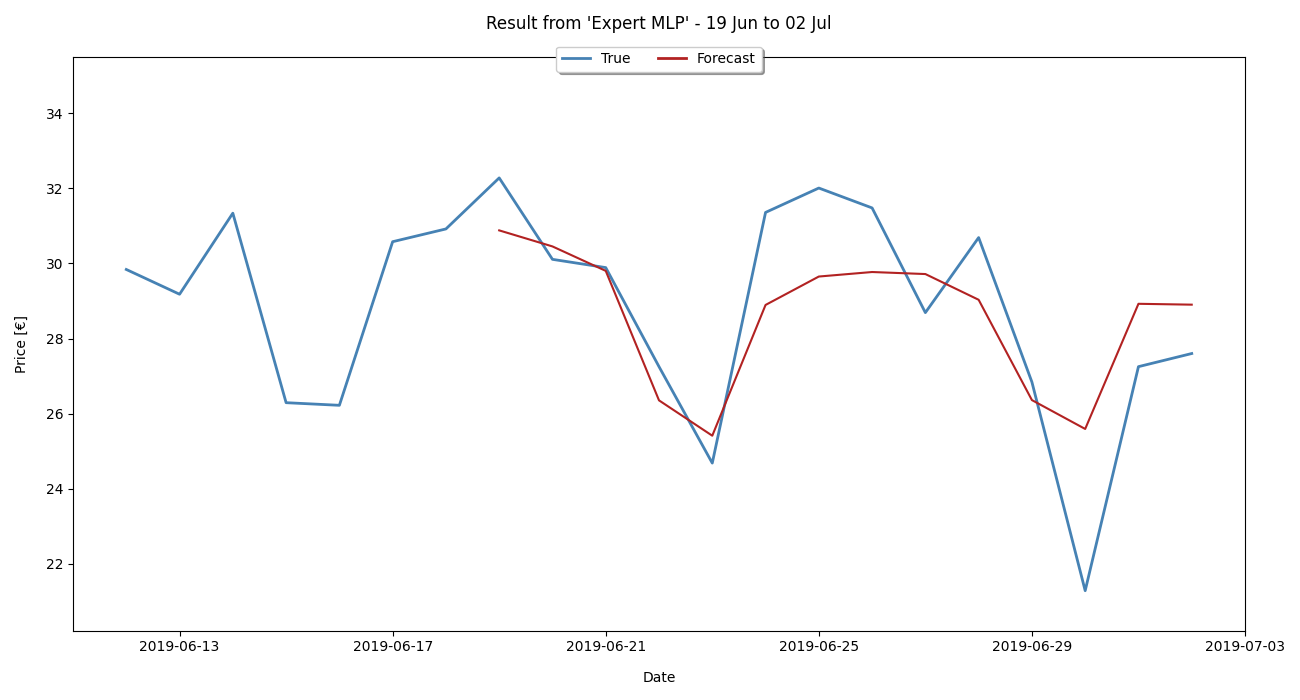 Result from 'Expert MLP' - 19 Jun to 02 Jul
True Forecast
34
32
30
28
26
24
22
Price [€]
2019-06-13 2019-06-17 2019-06-21 2019-06-25 2019-06-29 2019-07-03
Date